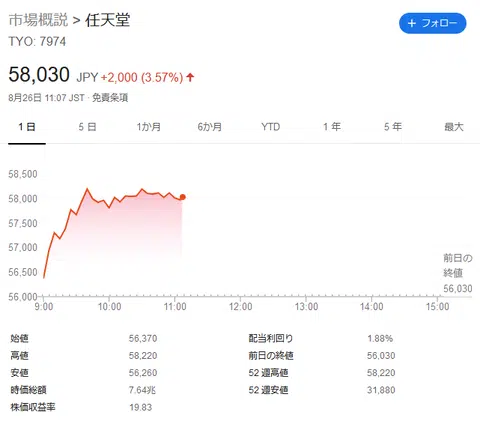 市場概説 > 任天堂
+ フォロー
TYO: 7974
58,030 JPY +2,000 (3.57%) ↑
8月26日 11:07 JST · 免責条項
1日 5日 1か月 6か月 YTD 1年 5年 最大
58,500
58,000
57,500
57,000
56,500
56,000
前日の
終値
56,030
9:00 10:00 11:00 12:00 13:00 14:00 15:00
始値 56,370 配当利回り 1.88%
高値 58,220 前日の終値 56,030
安値 56,260 52 週高値 58,220
時価総額 7.64兆 52 週安値 31,880
株価収益率 19.83